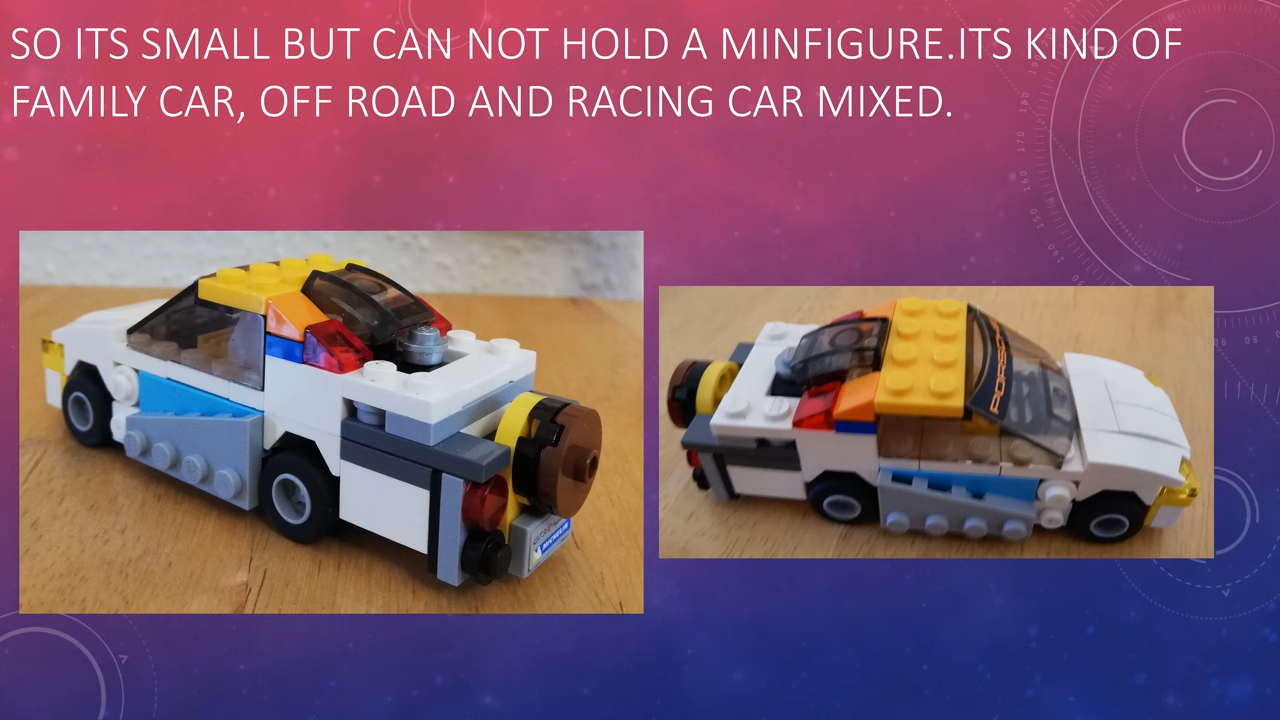 SO ITS SMALL BUT CAN NOT HOLD A MINFIGURE.ITS KIND OF
FAMILY CAR, OFF ROAD AND RACING CAR MIXED.
PORSCHE